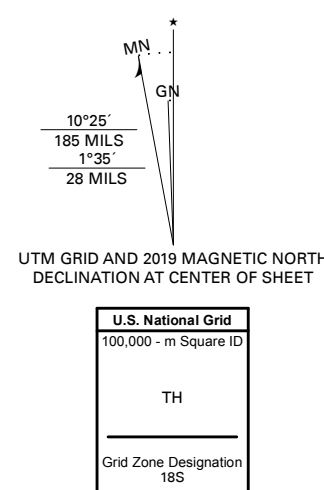 ★
MN
GN
10°25´
185 MILS
1°35´
28 MILS
UTM GRID AND 2019 MAGNETIC NORTH
DECLINATION AT CENTER OF SHEET
U.S. National Grid
100,000 - m Square ID
TH
Grid Zone Designation
18S